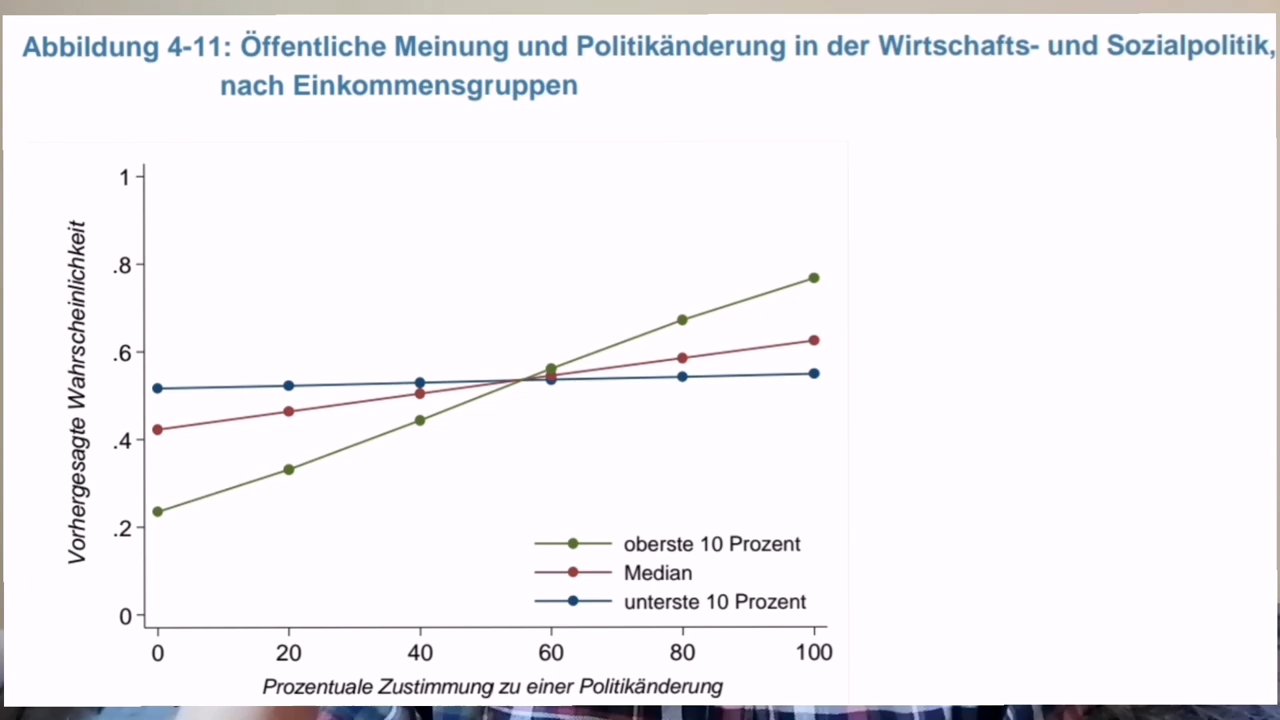 Abbildung 4-11: Öffentliche Meinung und Politikänderung in der Wirtschafts- und Sozialpolitik,
nach Einkommensgruppen
Vorhergesagte Wahrscheinlichkeit
1
.8
.6
.4
.2
0
oberste 10 Prozent
Median
unterste 10 Prozent
0 20 40 60 80 100
Prozentuale Zustimmung zu einer Politikänderung